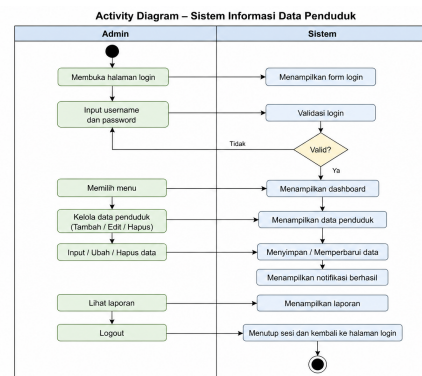 Activity Diagram – Sistem Informasi Data Penduduk
Admin
Sistem
Membuka halaman login
Menampilkan form login
Input username
dan password
Validasi login
Tidak
Valid?
Ya
Memilih menu
Menampilkan dashboard
Kelola data penduduk
(Tambah / Edit / Hapus)
Menampilkan data penduduk
Input / Ubah / Hapus data
Menyimpan / Memperbarui data
Menampilkan notifikasi berhasil
Lihat laporan
Menampilkan laporan
Logout
Menutup sesi dan kembali ke halaman login